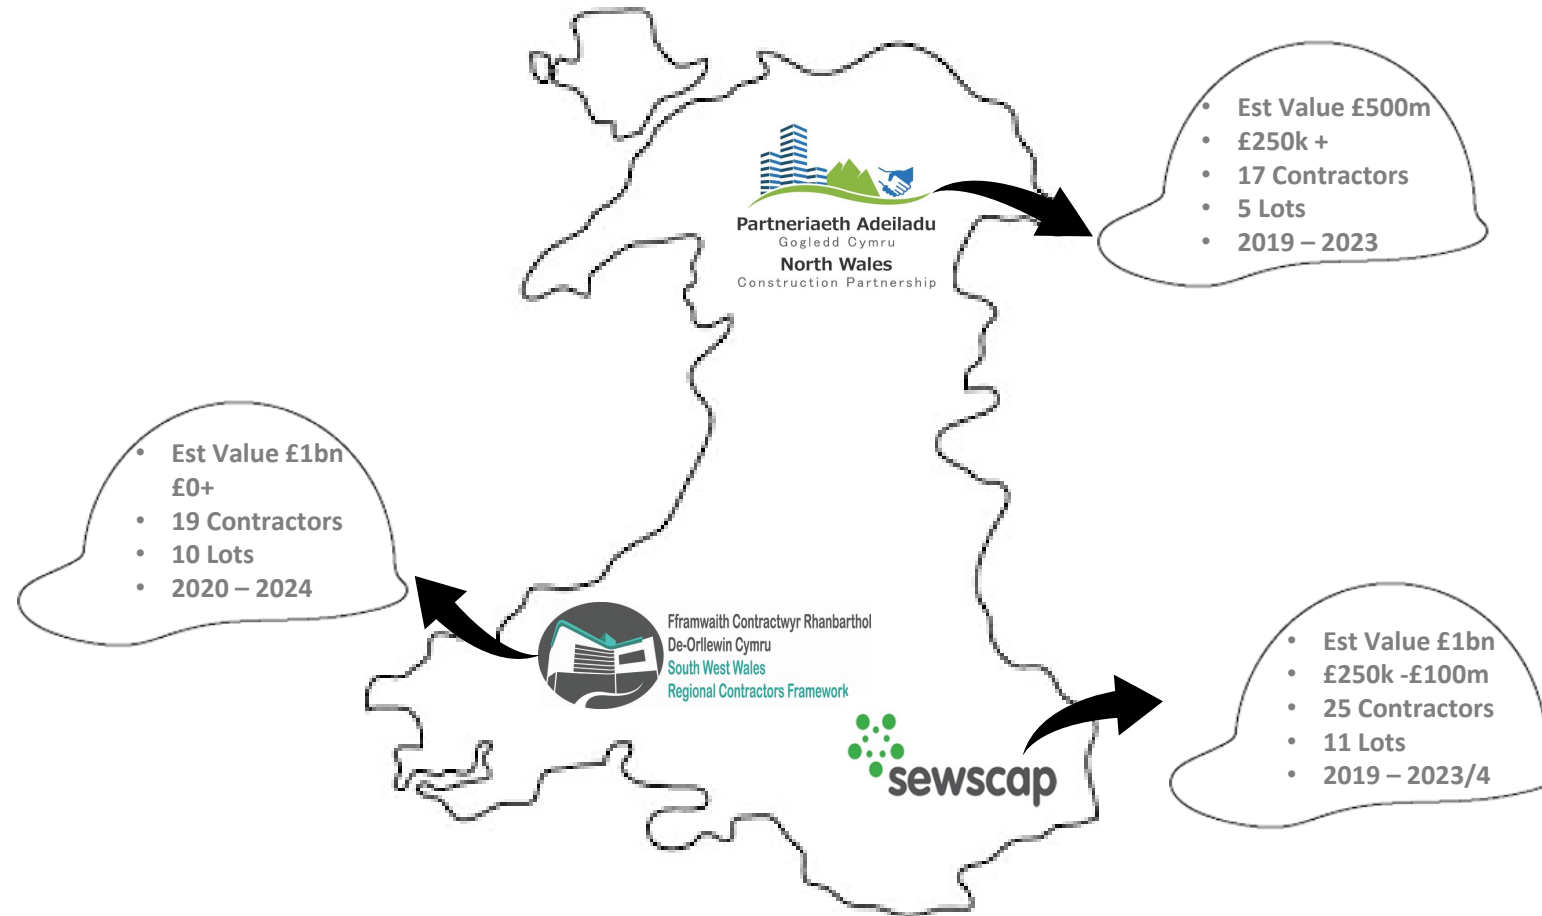 • Est Value £500m
• £250k +
• 17 Contractors
• 5 Lots
• 2019 – 2023
Partneriaeth Adeiladu
Gogledd Cymru
North Wales
Construction Partnership
• Est Value £1bn
£0+
• 19 Contractors
• 10 Lots
• 2020 – 2024
Fframwaith Contractwyr Rhanbarthol
De-Orllewin Cymru
South West Wales
Regional Contractors Framework
• Est Value £1bn
• £250k -£100m
• 25 Contractors
• 11 Lots
• 2019 – 2023/4
sewscap